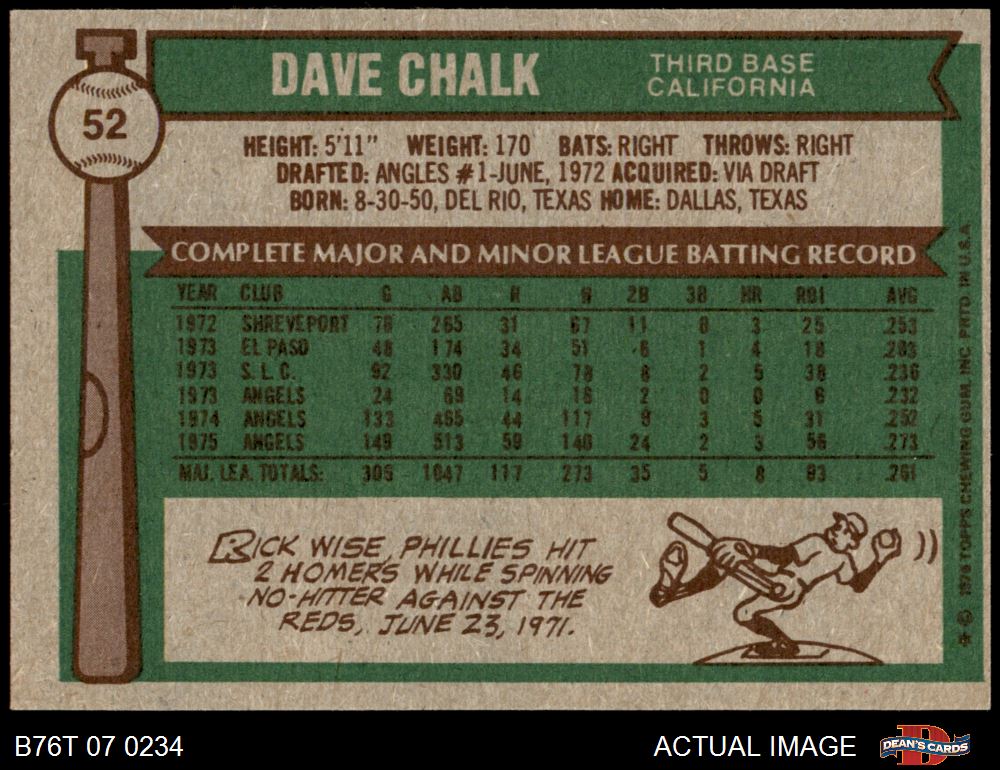 DAVE CHALK
THIRD BASE
CALIFORNIA
52
HEIGHT: 5'11" WEIGHT: 170 BATS: RIGHT THROWS: RIGHT
DRAFTED: ANGLES #1-JUNE, 1972 ACQUIRED: VIA DRAFT
BORN: 8-30-50, DEL RIO, TEXAS HOME: DALLAS, TEXAS
COMPLETE MAJOR AND MINOR LEAGUE BATTING RECORD
YEAR CLUB G AB R H 2B 3B HR RBI AVG
1972 SHREVEPORT 78 265 31 67 11 0 3 25 .253
1973 EL PASO 48 174 34 51 6 1 4 18 .293
1973 S. L. C. 92 330 46 78 8 2 5 38 .236
1973 ANGELS 24 69 14 16 2 0 0 6 .232
1974 ANGELS 133 465 44 117 9 3 5 31 .252
1975 ANGELS 149 513 59 140 24 2 3 56 .273
MAJ. LEA. TOTALS: 306 1047 117 273 35 5 8 93 .261
RICK WISE, PHILLIES HIT
2 HOMERS WHILE SPINNING
NO-HITTER AGAINST THE
REDS, JUNE 23, 1971.
* © 1976 TOPPS CHEWING GUM, INC. PRTD. IN U.S.A.
B76T 07 0234
ACTUAL IMAGE
D
DEAN'S CARDS